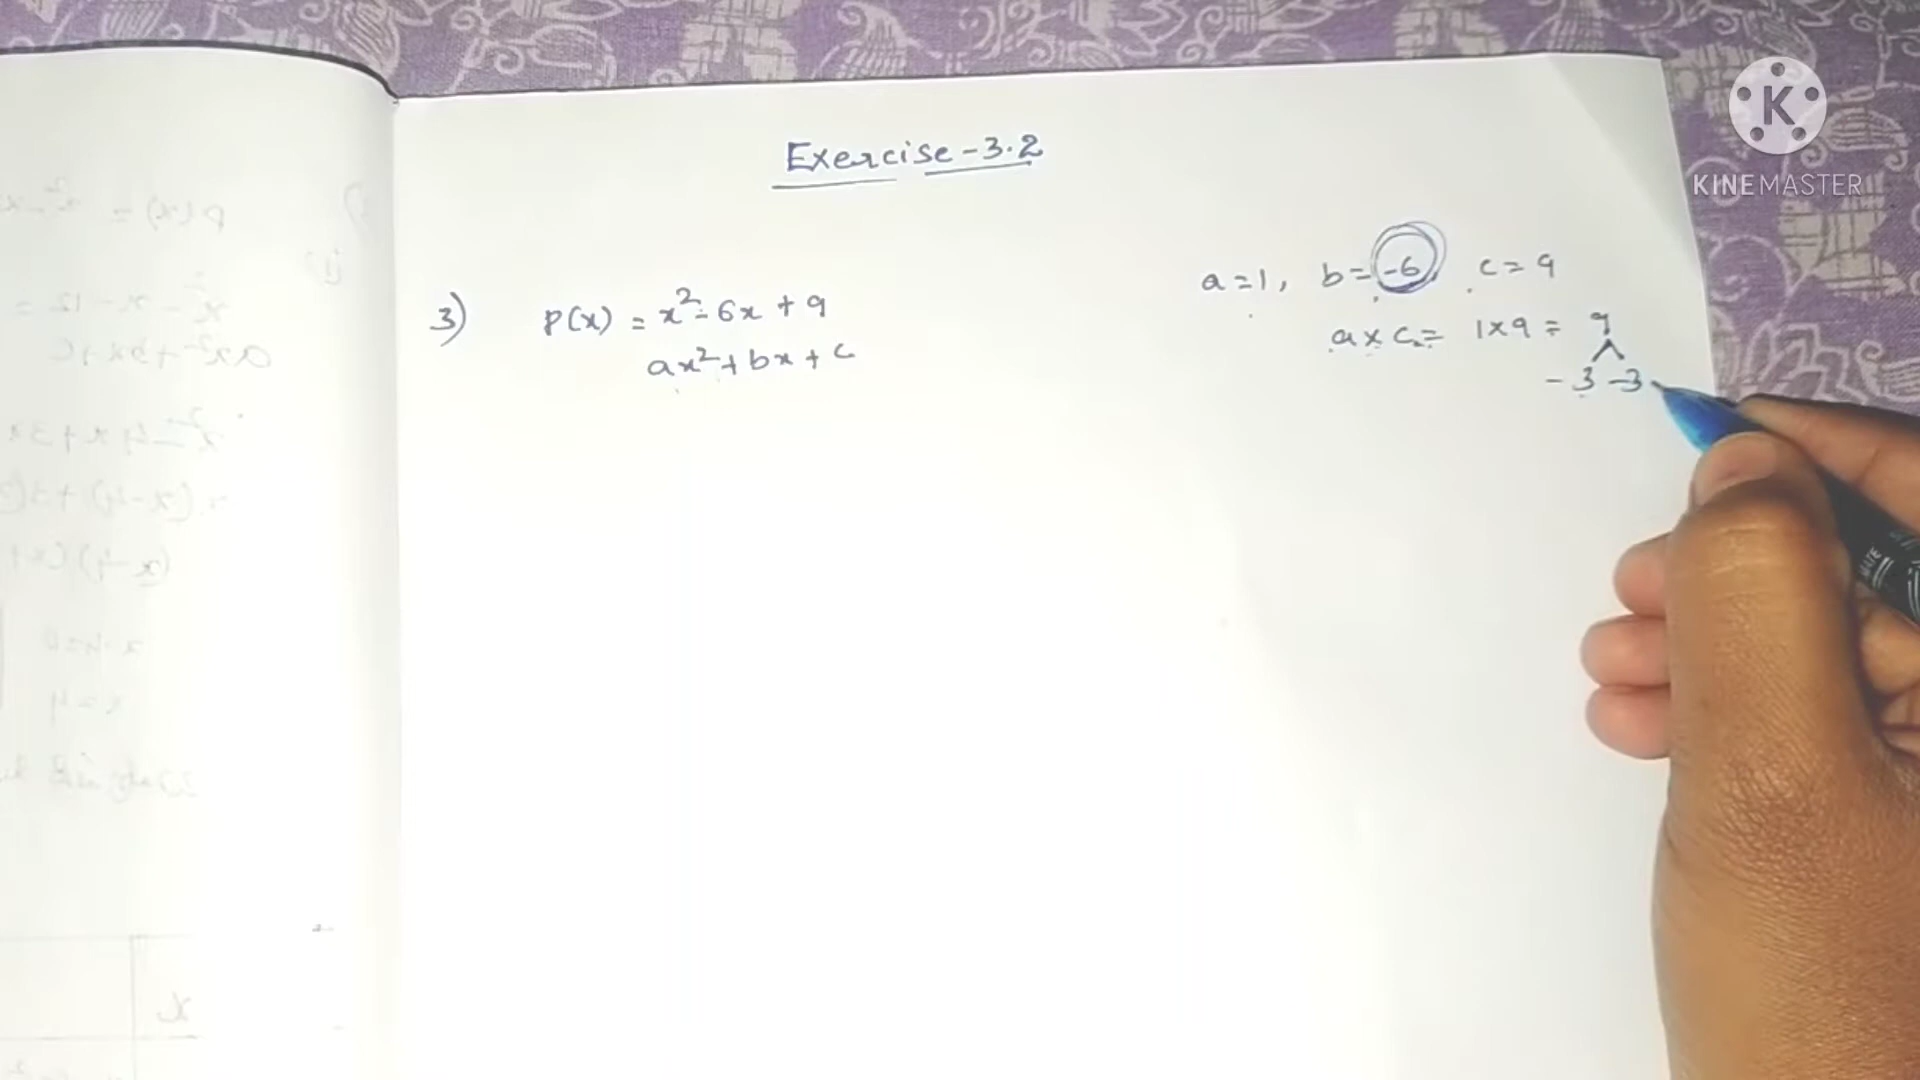 Exercise-3.2
a=1, b=-6, c=9
3) P(x) = x²-6x+9
a×c = 1×9 = 9
ax²+bx+c
-3 -3
KINEMASTER